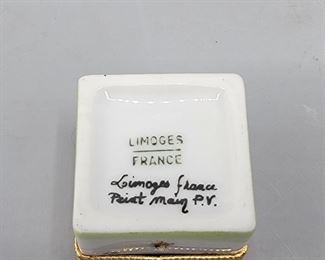 LIMOGES
FRANCE
Limoges france
Peint main P.V.